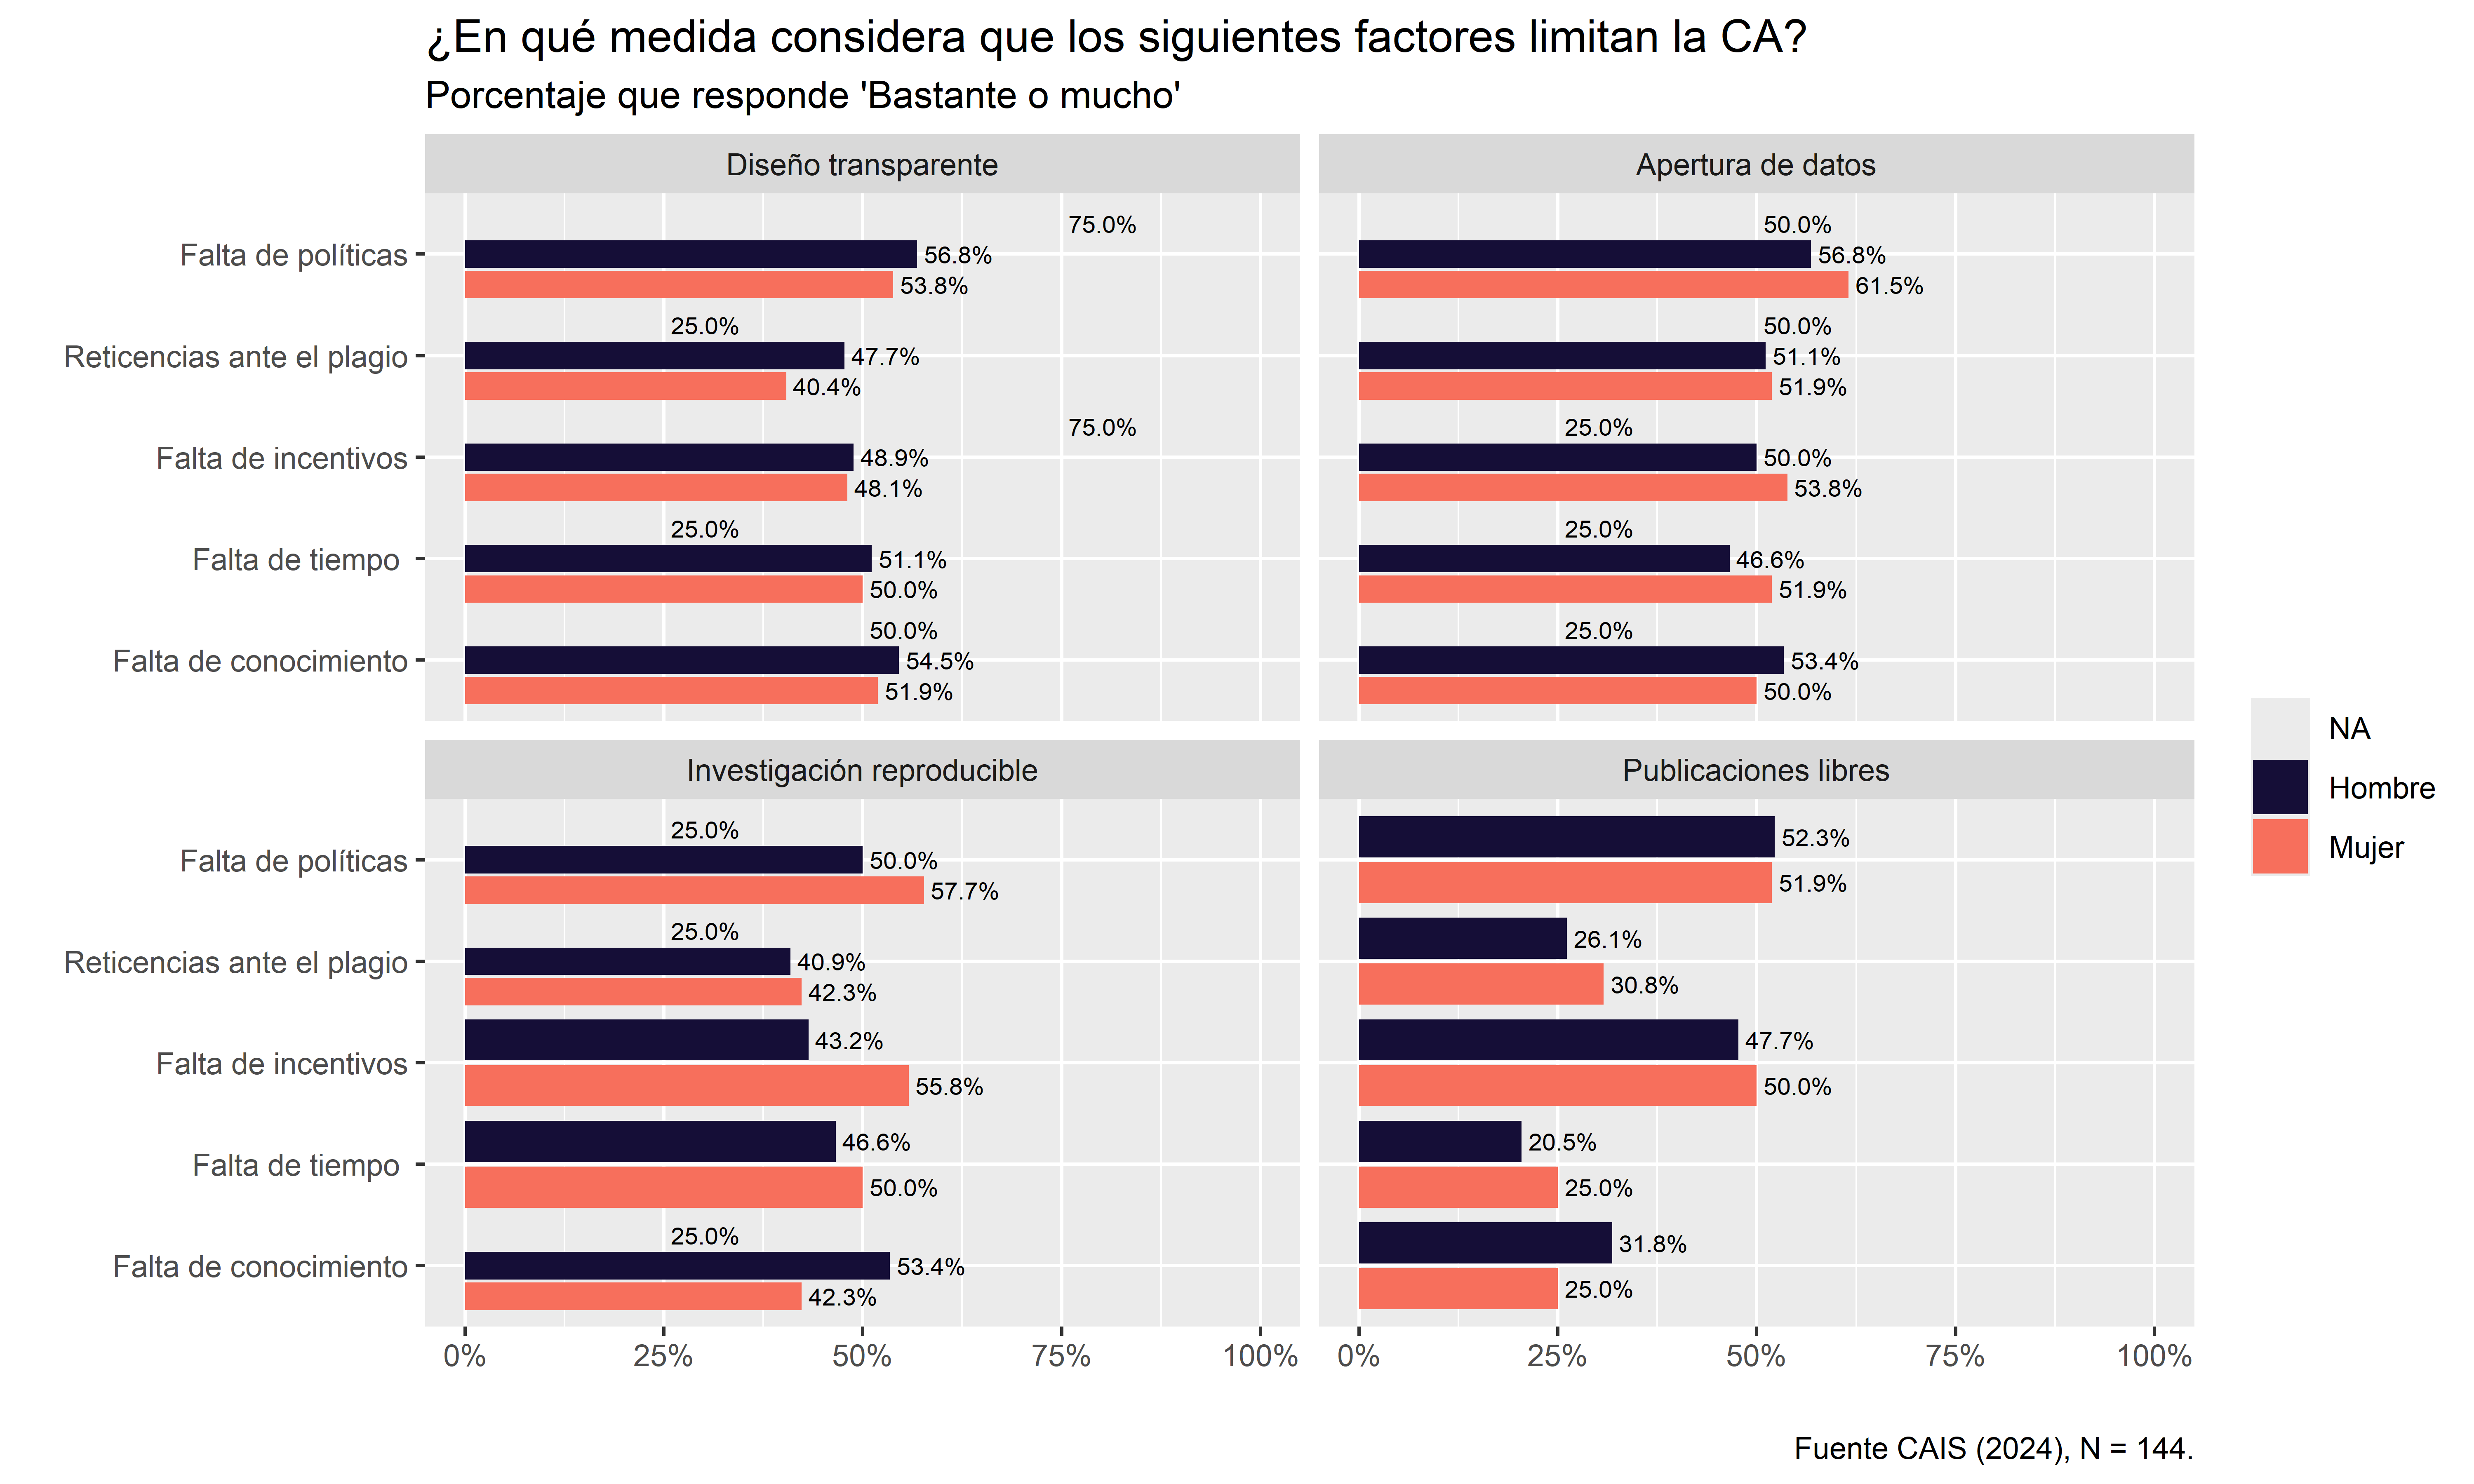 ¿En qué medida considera que los siguientes factores limitan la CA?
Porcentaje que responde 'Bastante o mucho'
Diseño transparente
Falta de políticas
75.0%
56.8%
53.8%
Reticencias ante el plagio
25.0%
47.7%
40.4%
Falta de incentivos
75.0%
48.9%
48.1%
Falta de tiempo
25.0%
51.1%
50.0%
Falta de conocimiento
50.0%
54.5%
51.9%
Apertura de datos
50.0%
56.8%
61.5%
50.0%
51.1%
51.9%
25.0%
50.0%
53.8%
25.0%
46.6%
51.9%
25.0%
53.4%
50.0%
Investigación reproducible
Falta de políticas
25.0%
50.0%
57.7%
Reticencias ante el plagio
25.0%
40.9%
42.3%
Falta de incentivos
43.2%
55.8%
Falta de tiempo
46.6%
50.0%
Falta de conocimiento
25.0%
53.4%
42.3%
0% 25% 50% 75% 100%
Publicaciones libres
52.3%
51.9%
26.1%
30.8%
47.7%
50.0%
20.5%
25.0%
31.8%
25.0%
0% 25% 50% 75% 100%
NA
Hombre
Mujer
Fuente CAIS (2024), N = 144.